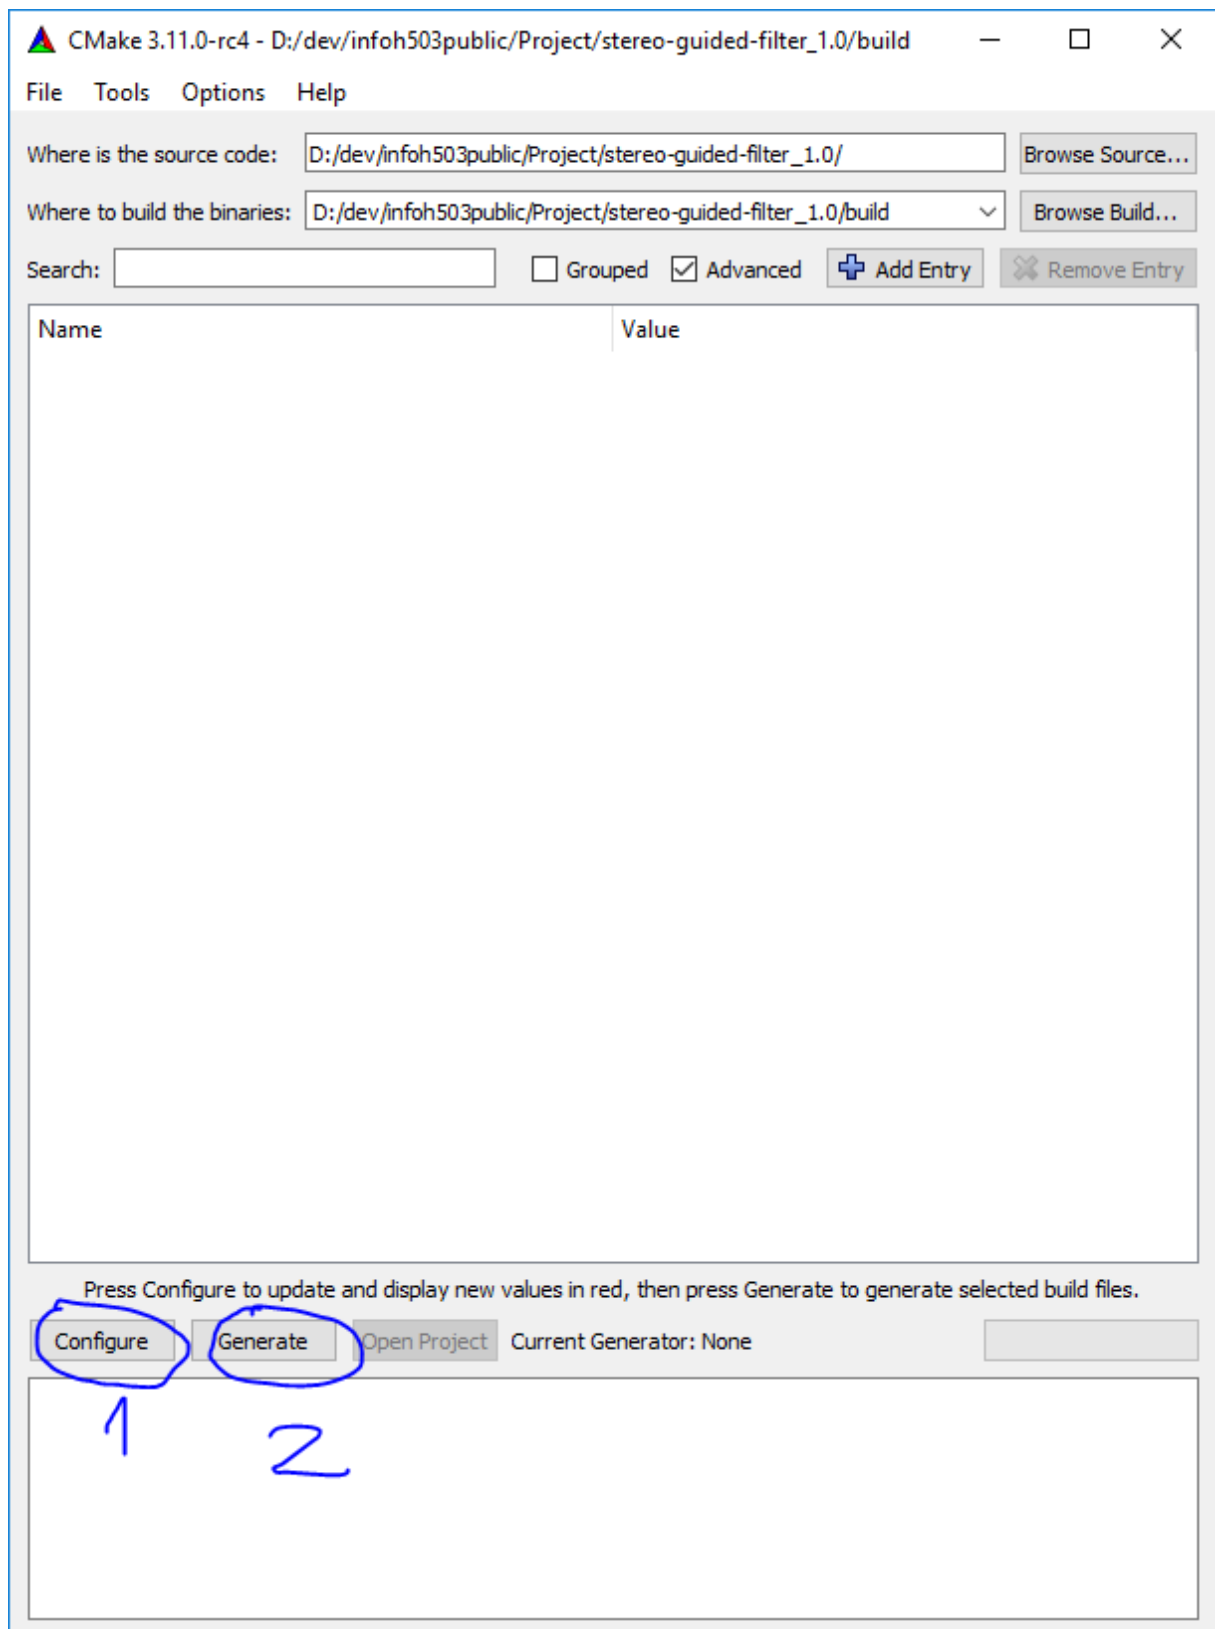 CMake 3.11.0-rc4 - D:/dev/infoh503public/Project/stereo-guided-filter_1.0/build
File Tools Options Help
Where is the source code: D:/dev/infoh503public/Project/stereo-guided-filter_1.0/ Browse Source...
Where to build the binaries: D:/dev/infoh503public/Project/stereo-guided-filter_1.0/build Browse Build...
Search: Grouped Advanced Add Entry Remove Entry
Name Value
Press Configure to update and display new values in red, then press Generate to generate selected build files.
Configure Generate Open Project Current Generator: None
1 2